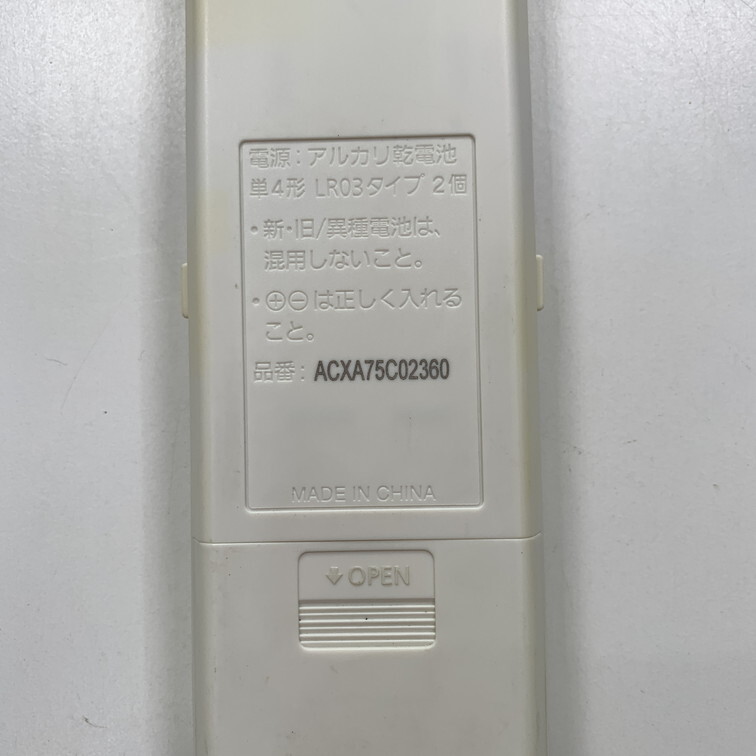 電源：アルカリ乾電池
単4形 LR03タイプ 2個
・新・旧/異種電池は、
混用しないこと。
・⊕⊖は正しく入れる
こと。
品番：ACXA75C02360
MADE IN CHINA
↓OPEN